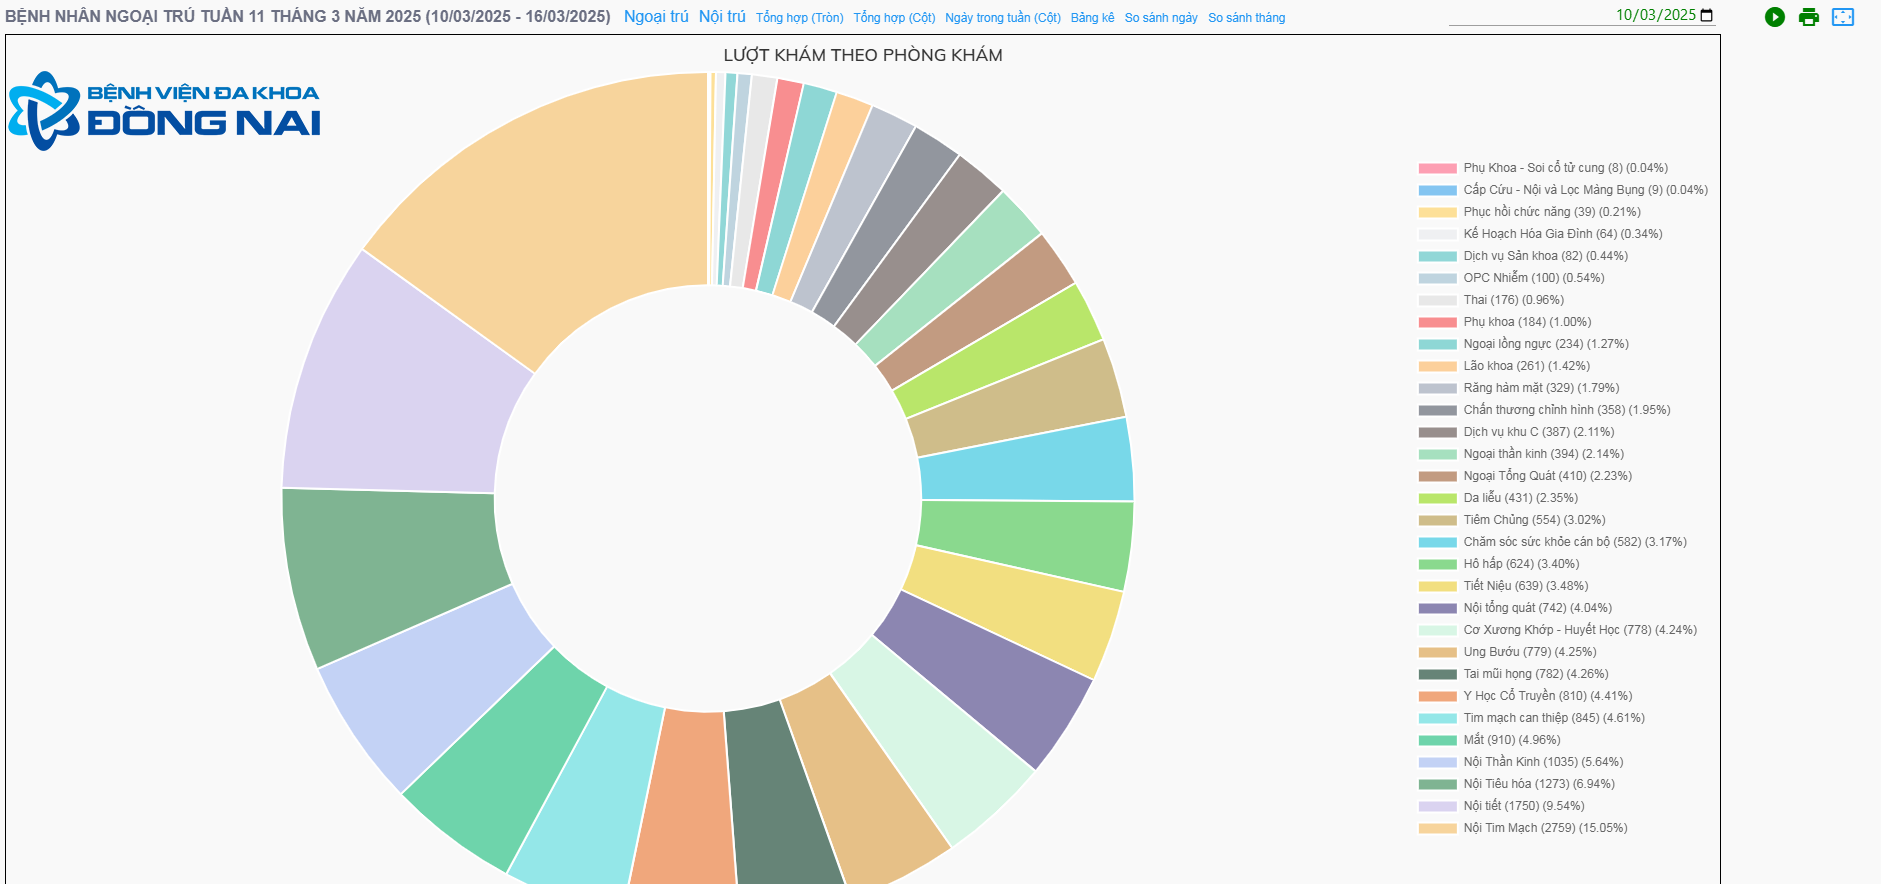 BỆNH NHÂN NGOẠI TRÚ TUẦN 11 THÁNG 3 NĂM 2025 (10/03/2025 - 16/03/2025) Ngoại trú Nội trú Tổng hợp (Tròn) Tổng hợp (Cột) Ngày trong tuần (Cột) Bảng kê So sánh ngày So sánh tháng 10/03/2025
LƯỢT KHÁM THEO PHÒNG KHÁM
BỆNH VIỆN ĐA KHOA
ĐỒNG NAI
Phụ Khoa - Soi cổ tử cung (8) (0.04%)
Cấp Cứu - Nội và Lọc Màng Bụng (9) (0.04%)
Phục hồi chức năng (39) (0.21%)
Kế Hoạch Hóa Gia Đình (64) (0.34%)
Dịch vụ Sản khoa (82) (0.44%)
OPC Nhiễm (100) (0.54%)
Thai (176) (0.96%)
Phụ khoa (184) (1.00%)
Ngoại lồng ngực (234) (1.27%)
Lão khoa (261) (1.42%)
Răng hàm mặt (329) (1.79%)
Chấn thương chỉnh hình (358) (1.95%)
Dịch vụ khu C (387) (2.11%)
Ngoại thần kinh (394) (2.14%)
Ngoại Tổng Quát (410) (2.23%)
Da liễu (431) (2.35%)
Tiêm Chủng (554) (3.02%)
Chăm sóc sức khỏe cán bộ (582) (3.17%)
Hô hấp (624) (3.40%)
Tiết Niệu (639) (3.48%)
Nội tổng quát (742) (4.04%)
Cơ Xương Khớp - Huyết Học (778) (4.24%)
Ung Bướu (779) (4.25%)
Tai mũi họng (782) (4.26%)
Y Học Cổ Truyền (810) (4.41%)
Tim mạch can thiệp (845) (4.61%)
Mắt (910) (4.96%)
Nội Thần Kinh (1035) (5.64%)
Nội Tiêu hóa (1273) (6.94%)
Nội tiết (1750) (9.54%)
Nội Tim Mạch (2759) (15.05%)